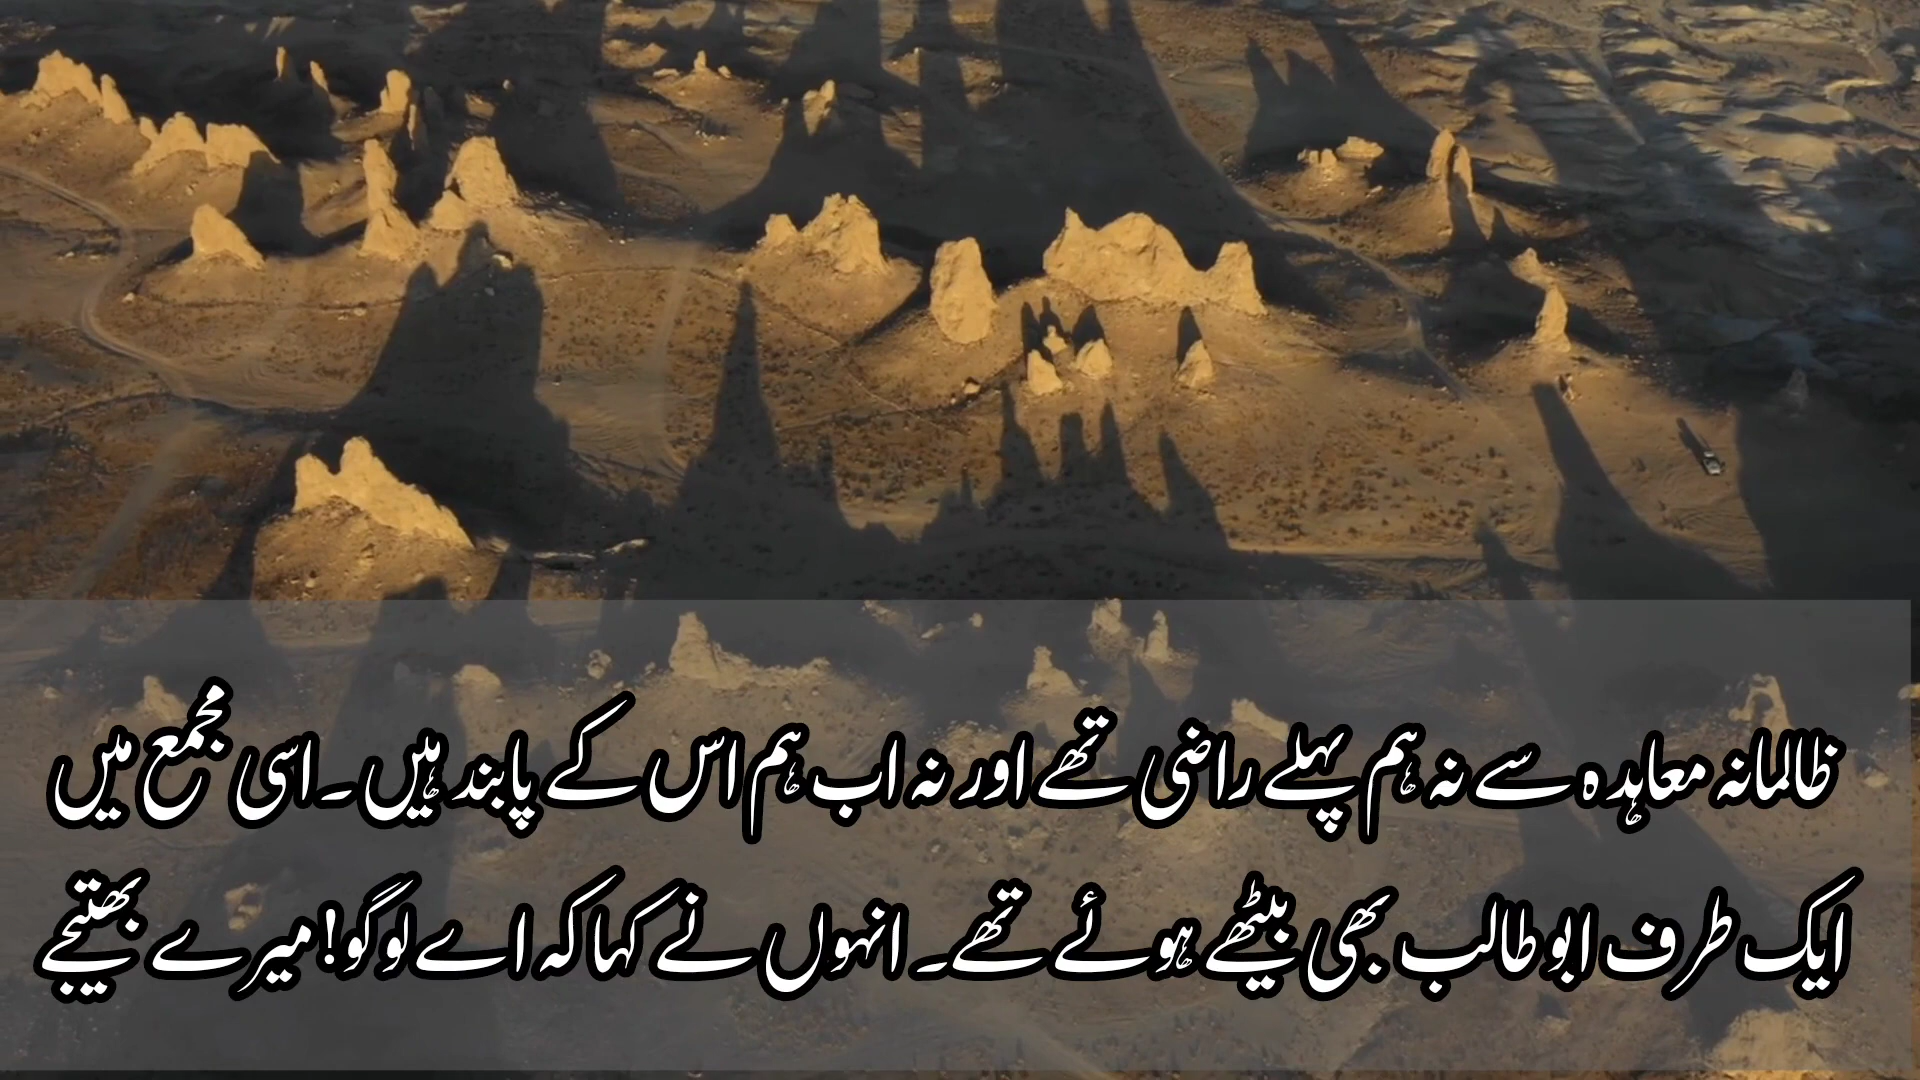 ظالمانہ معاہدہ سے نہ ہم پہلے راضی تھے اور نہ اب ہم اس کے پابند ہیں۔ اسی مجمع میں
ایک طرف ابو طالب بھی بیٹھے ہوئے تھے۔ انہوں نے کہا کہ اے لوگو! میرے بھتیجے